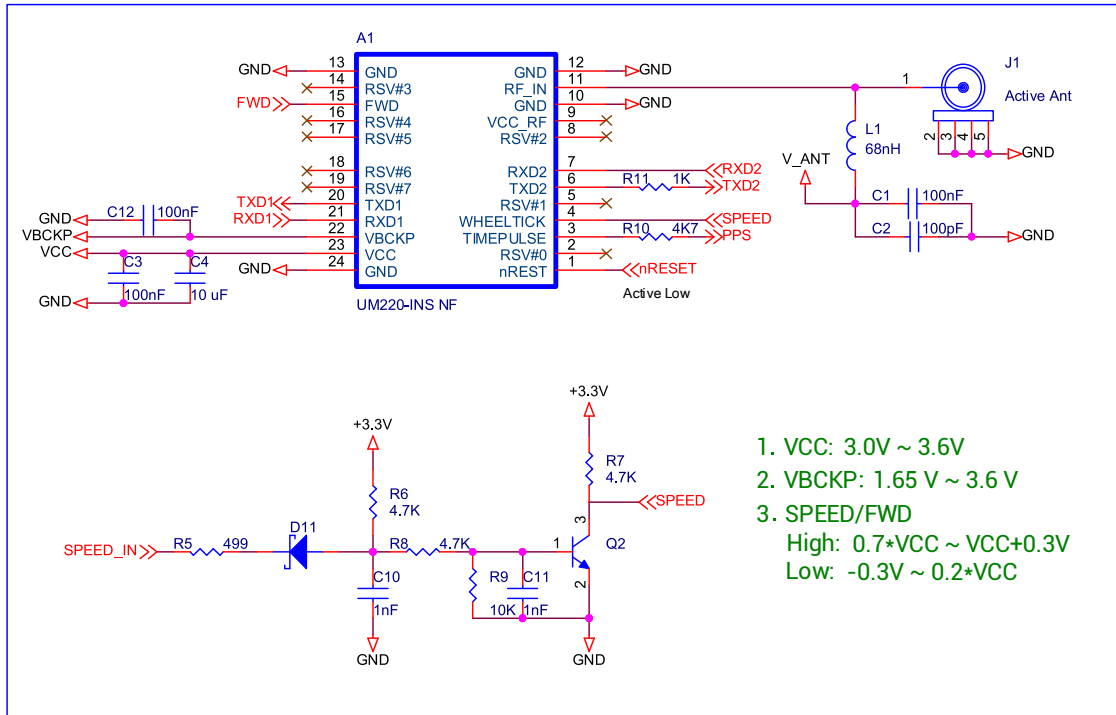 A1
13 GND
GND
14 RSV#3
FWD 15 FWD
16 RSV#4
17 RSV#5
18 RSV#6
19 RSV#7
TXD1 20 TXD1
RXD1 21 RXD1
22 VBCKP
23 VCC
24 GND
GND
GND 12 GND
RF_IN 11
GND 10 GND
VCC_RF 9
RSV#2 8
RXD2 7 RXD2
TXD2 6 R11 1K TXD2
RSV#1 5
WHEELTICK 4 SPEED
TIMEPULSE 3 R10 4K7 PPS
RSV#0 2
nREST 1 nRESET
Active Low
UM220-INS NF
GND C12 100nF
VBCKP
VCC
C3 C4
100nF 10 uF
GND
1 J1
Active Ant
2 3 4 5
GND
L1
68nH
V_ANT
C1 100nF
C2 100pF
GND
+3.3V
R6
4.7K
SPEED_IN R5 499 D11
R8 4.7K
C10
1nF
GND
R9
10K
C11
1nF
+3.3V
R7
4.7K
SPEED
3
1 Q2
2
GND
1. VCC: 3.0V ~ 3.6V
2. VBCKP: 1.65 V ~ 3.6 V
3. SPEED/FWD
High: 0.7*VCC ~ VCC+0.3V
Low: -0.3V ~ 0.2*VCC